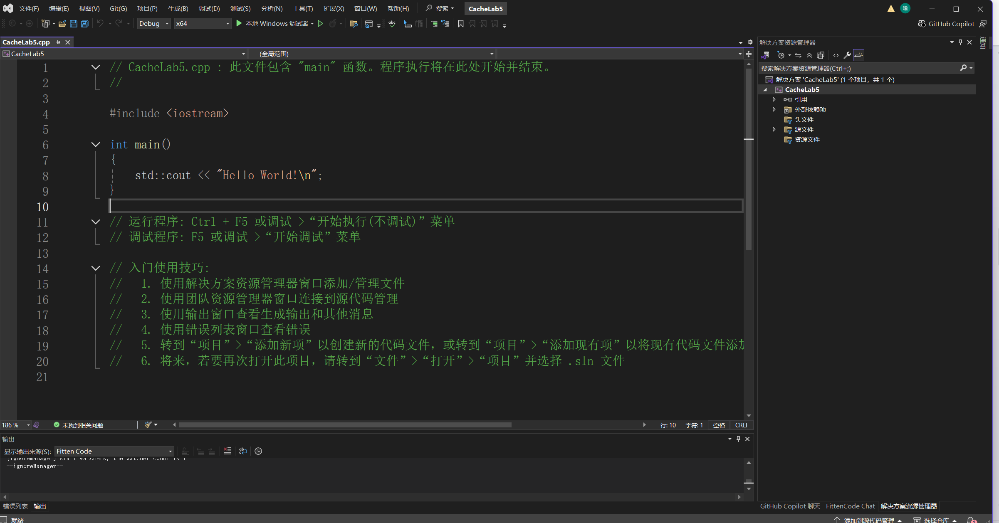 文件(F) 编辑(E) 视图(V) Git(G) 项目(P) 生成(B) 调试(D) 测试(S) 分析(N) 工具(T) 扩展(X) 窗口(W) 帮助(H) 搜索 CacheLab5 瑜
Debug x64 本地 Windows 调试器 GitHub Copilot
CacheLab5.cpp
CacheLab5 (全局范围)
1 // CacheLab5.cpp : 此文件包含 "main" 函数。程序执行将在此处开始并结束。
2 //
3
4 #include <iostream>
5
6 int main()
7 {
8 std::cout << "Hello World!\n";
9 }
10
11 // 运行程序: Ctrl + F5 或调试 >“开始执行(不调试)”菜单
12 // 调试程序: F5 或调试 >“开始调试”菜单
13
14 // 入门使用技巧:
15 // 1. 使用解决方案资源管理器窗口添加/管理文件
16 // 2. 使用团队资源管理器窗口连接到源代码管理
17 // 3. 使用输出窗口查看生成输出和其他消息
18 // 4. 使用错误列表窗口查看错误
19 // 5. 转到“项目”>“添加新项”以创建新的代码文件，或转到“项目”>“添加现有项”以将现有代码文件添加
20 // 6. 将来，若要再次打开此项目，请转到“文件”>“打开”>“项目”并选择 .sln 文件
21
186 % 未找到相关问题 行: 10 字符: 1 空格 CRLF
输出
显示输出来源(S): Fitten Code
[ignoremanager] start watchers, the watcher count is 1
--ignoreManager--
错误列表 输出
就绪
解决方案资源管理器
搜索解决方案资源管理器(Ctrl+;)
解决方案 'CacheLab5' (1 个项目，共 1 个)
CacheLab5
引用
外部依赖项
头文件
源文件
资源文件
GitHub Copilot 聊天 FittenCode Chat 解决方案资源管理器
添加到源代码管理 选择仓库 1
通知